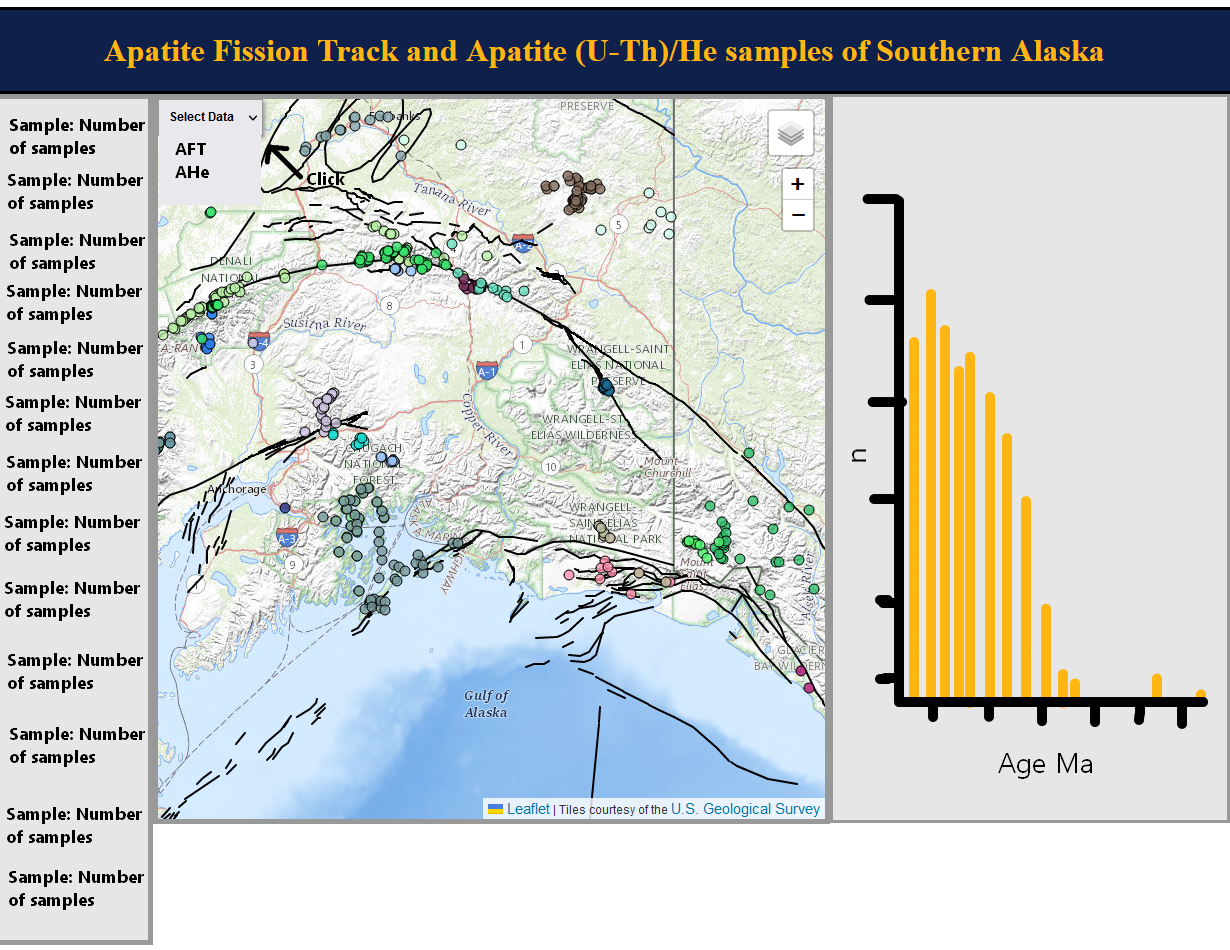 Apatite Fission Track and Apatite (U-Th)/He samples of Southern Alaska
Sample: Number
of samples
Sample: Number
of samples
Sample: Number
of samples
Sample: Number
of samples
Sample: Number
of samples
Sample: Number
of samples
Sample: Number
of samples
Sample: Number
of samples
Sample: Number
of samples
Sample: Number
of samples
Sample: Number
of samples
Sample: Number
of samples
Sample: Number
of samples
Select Data
AFT
AHe
Click
PRESERVE
+
−
Tanana River
5
4
DENALI
NATIONAL
8
Susitna River
3
1
A-1
WRANGELL-SAINT
ELIAS NATIONAL
PRESERVE
Copper River
WRANGELL-ST
ELIAS WILDERNESS
10
Mount
Churchill
CHUGACH
NATIONAL
FOREST
Anchorage
A-3
9
WRANGELL-
SAINT ELIAS
NATIONAL PARK
Mount
Saint
Elias
GLACIER
Gulf of
Alaska
Leaflet | Tiles courtesy of the U.S. Geological Survey
n
Age Ma